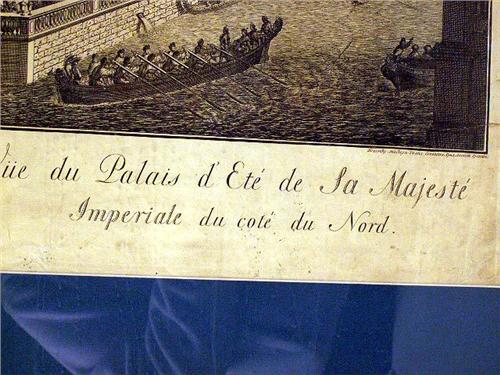 Vüe du Palais d'Eté de Sa Majesté
Imperiale du coté du Nord.